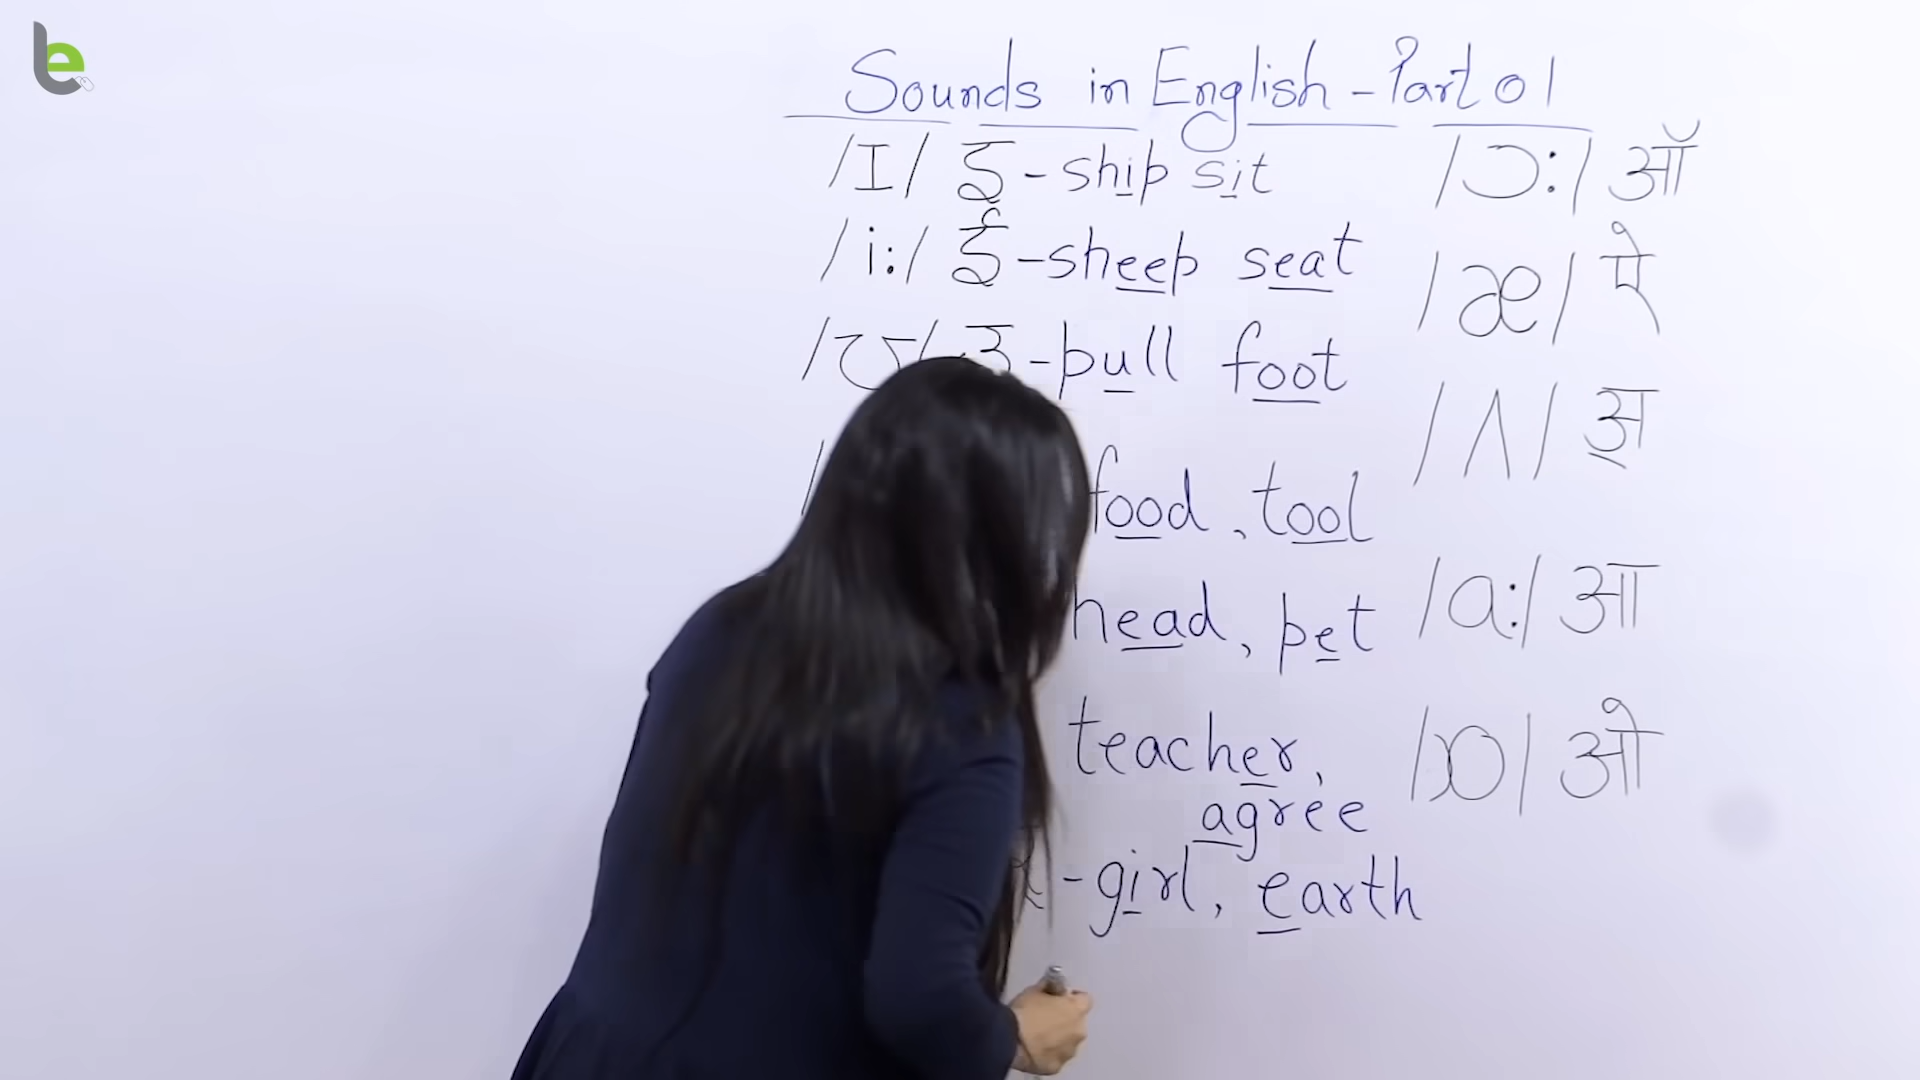 Sounds in English - Part 01
/I/ इ - ship sit
/i:/ ई - sheep seat
/ʊ/ उ - pull foot
food, tool
head, pet
teacher,
agree
- girl, earth
/ɔ:/ ऑ
/æ/ ऐ
/ʌ/ अ
/a:/ आ
/ɒ/ ओ